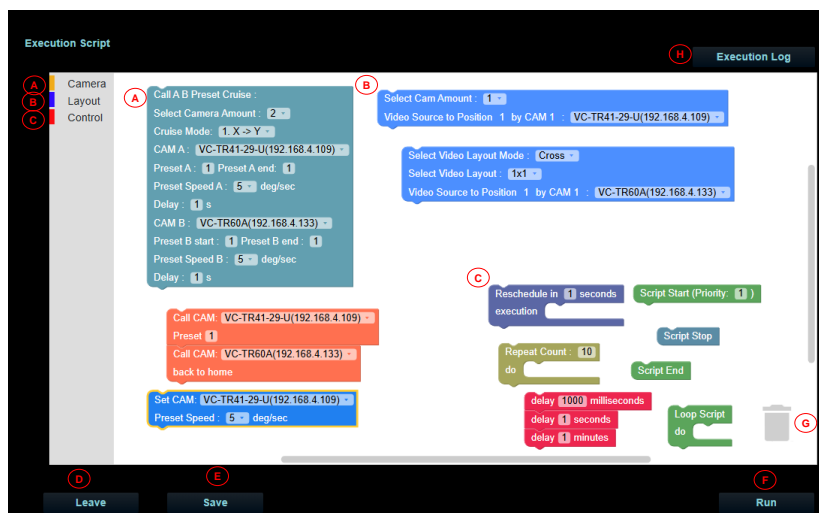 Execution Script
H
Execution Log
A
Camera
B
Layout
C
Control
A
Call A B Preset Cruise :
Select Camera Amount : 2
Cruise Mode: 1. X -> Y
CAM A : VC-TR41-29-U(192.168.4.109)
Preset A : 1 Preset A end: 1
Preset Speed A : 5 deg/sec
Delay : 1 s
CAM B : VC-TR60A(192.168.4.133)
Preset B start : 1 Preset B end : 1
Preset Speed B : 5 deg/sec
Delay : 1 s
Call CAM: VC-TR41-29-U(192.168.4.109)
Preset 1
Call CAM: VC-TR60A(192.168.4.133)
back to home
Set CAM: VC-TR41-29-U(192.168.4.109)
Preset Speed : 5 deg/sec
B
Select Cam Amount : 1
Video Source to Position 1 by CAM 1 : VC-TR41-29-U(192.168.4.109)
Select Video Layout Mode : Cross
Select Video Layout : 1x1
Video Source to Position 1 by CAM 1 : VC-TR60A(192.168.4.133)
C
Reschedule in 1 seconds
execution
Script Start (Priority: 1 )
Script Stop
Repeat Count : 10
do
Script End
delay 1000 milliseconds
delay 1 seconds
delay 1 minutes
Loop Script
do
G
D
Leave
E
Save
F
Run